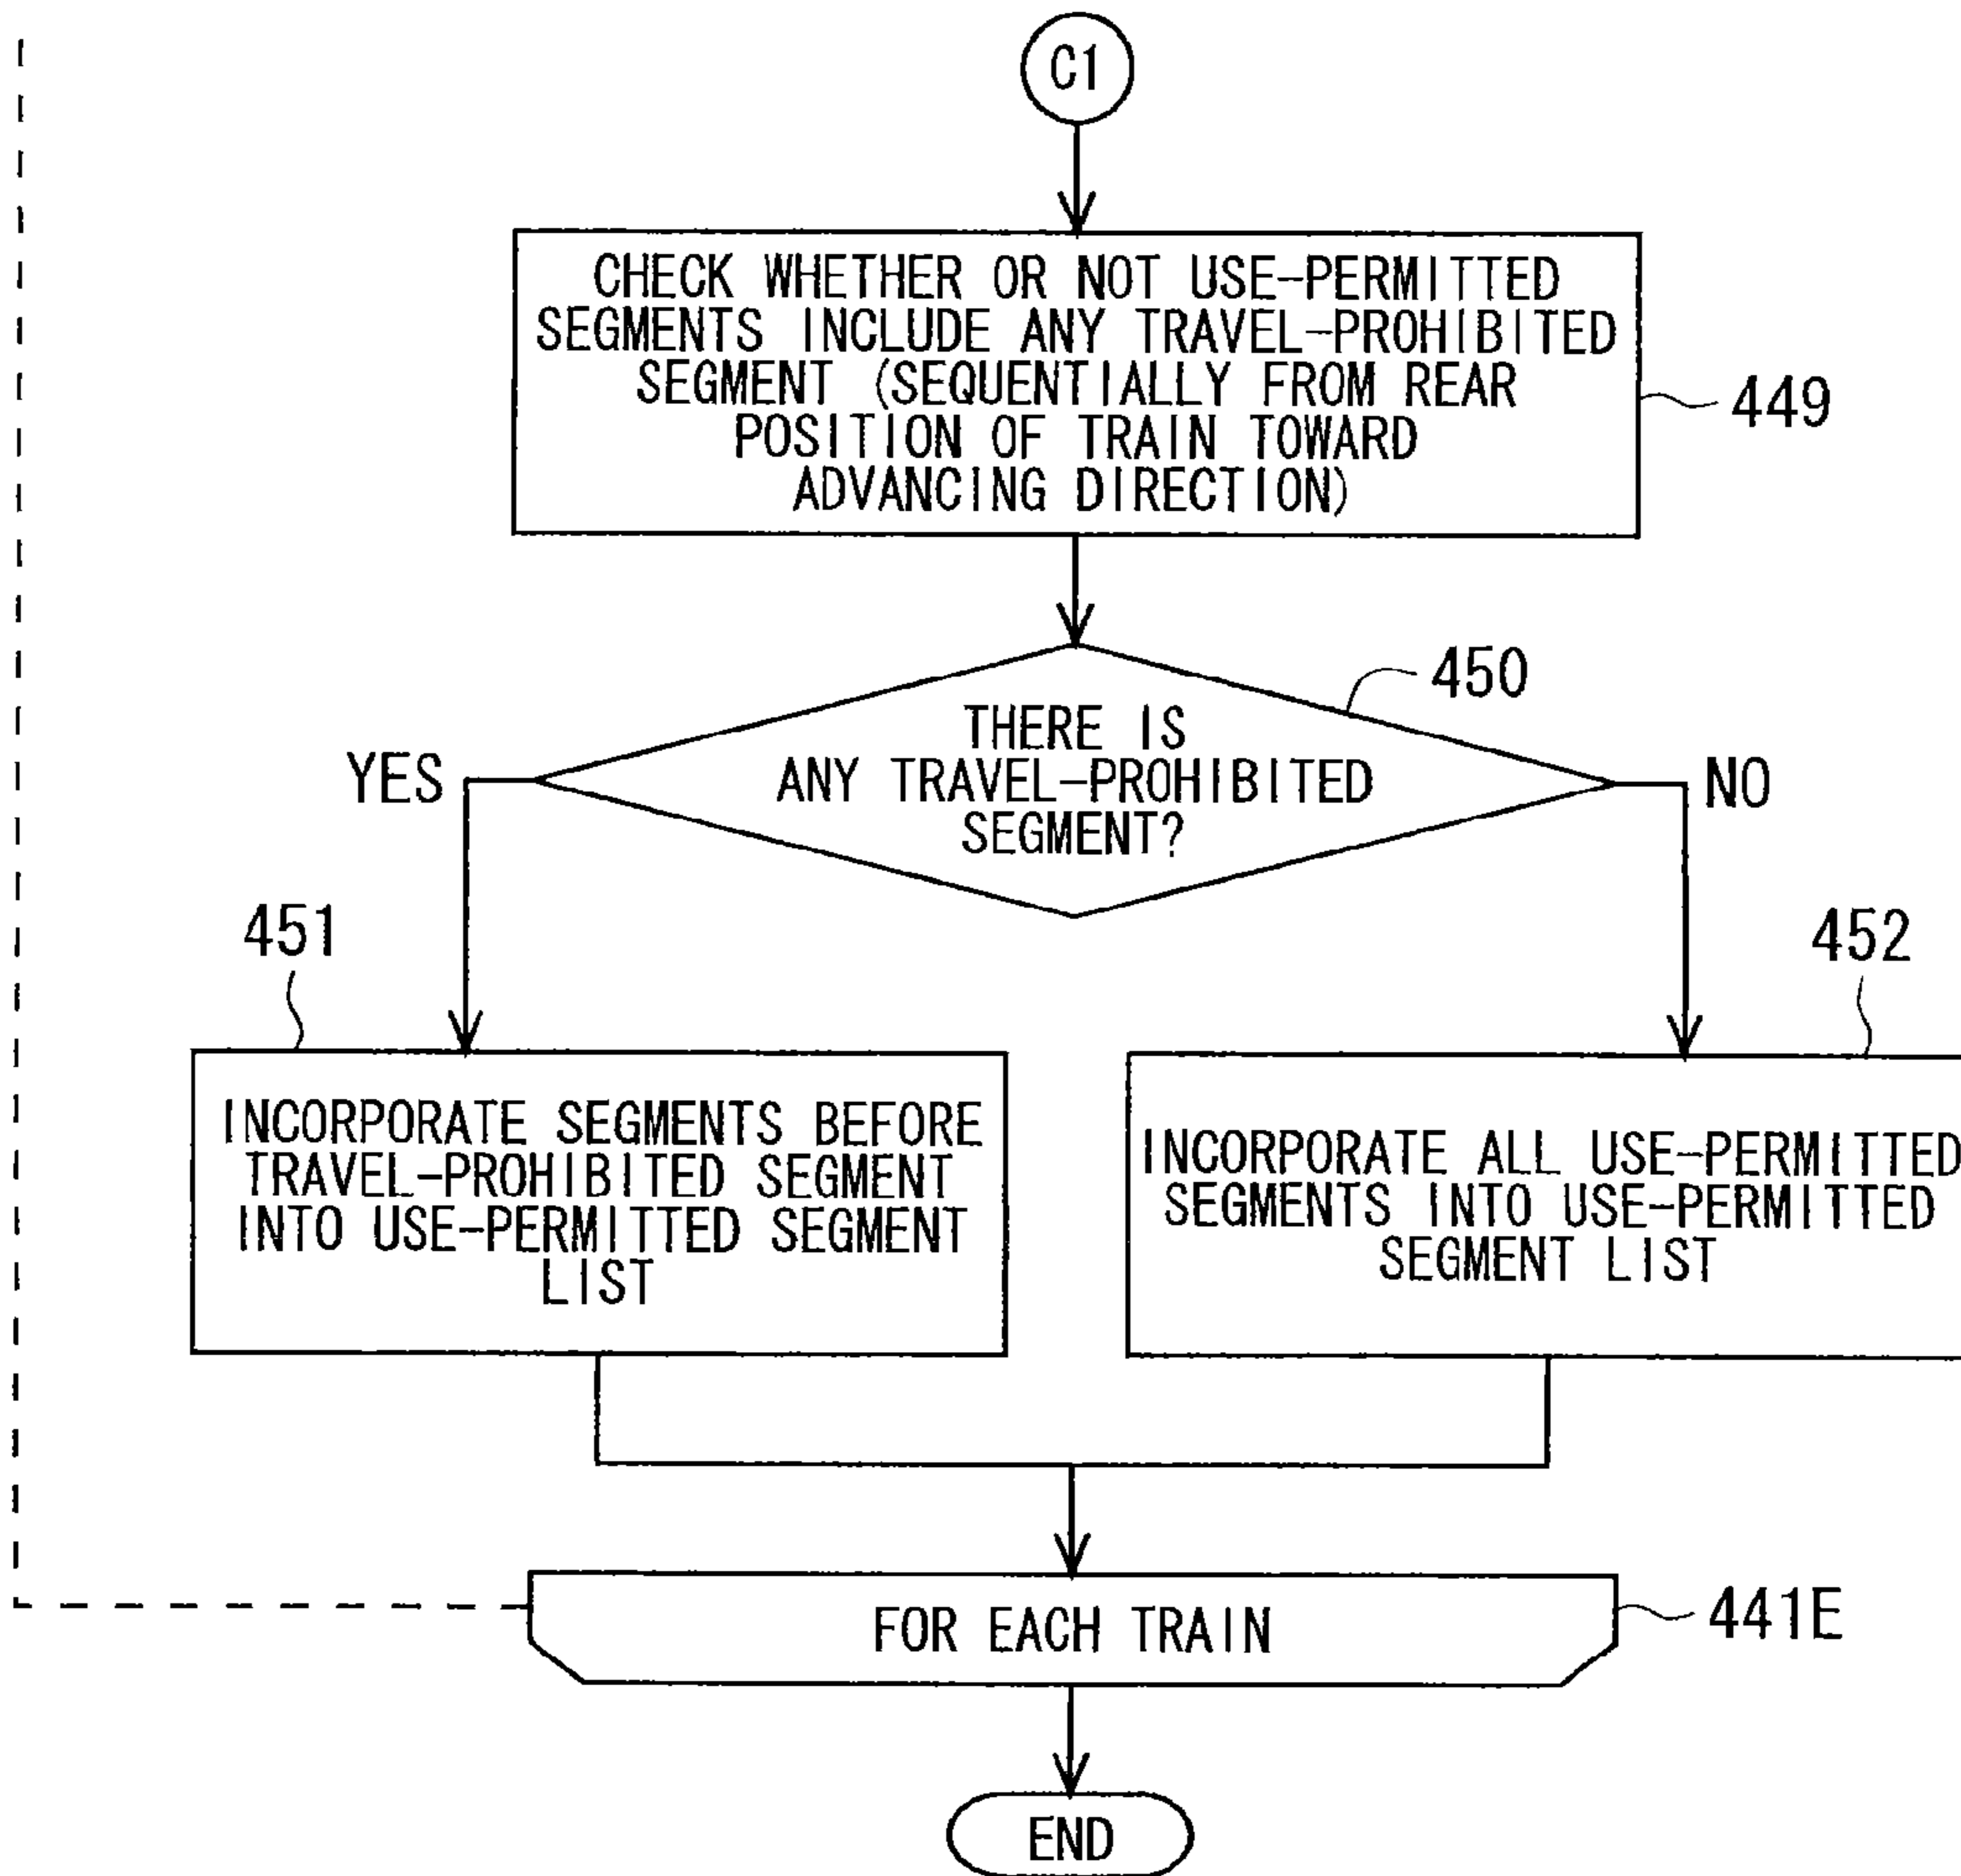 C1
CHECK WHETHER OR NOT USE-PERMITTED
SEGMENTS INCLUDE ANY TRAVEL-PROHIBITED
SEGMENT (SEQUENTIALLY FROM REAR
POSITION OF TRAIN TOWARD
ADVANCING DIRECTION)
449
450
THERE IS
ANY TRAVEL-PROHIBITED
SEGMENT?
YES
NO
451
452
INCORPORATE SEGMENTS BEFORE
TRAVEL-PROHIBITED SEGMENT
INTO USE-PERMITTED SEGMENT
LIST
INCORPORATE ALL USE-PERMITTED
SEGMENTS INTO USE-PERMITTED
SEGMENT LIST
FOR EACH TRAIN
441E
END